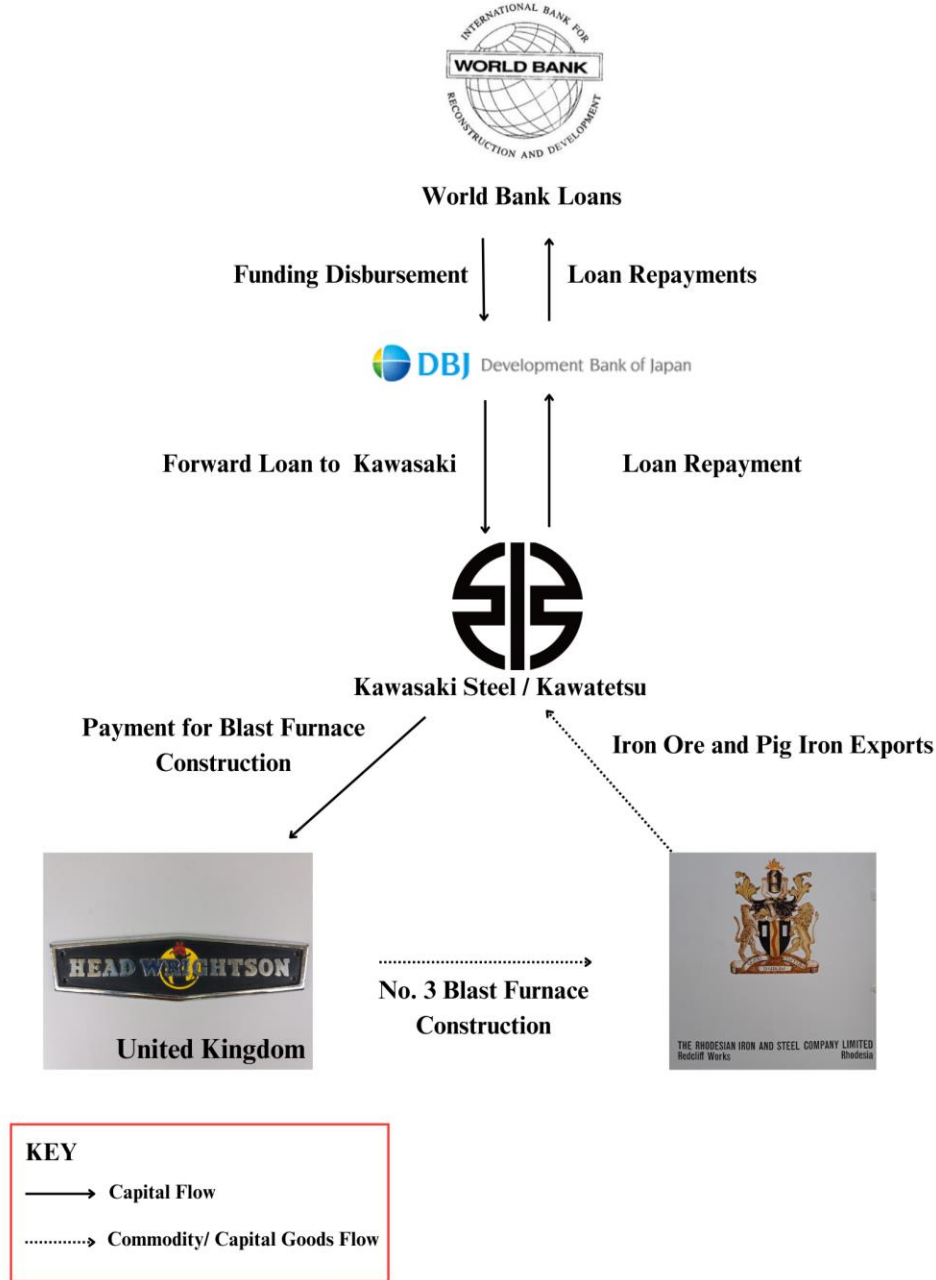 INTERNATIONAL BANK FOR
WORLD BANK
RECONSTRUCTION AND DEVELOPMENT
World Bank Loans
Funding Disbursement
Loan Repayments
DBJ Development Bank of Japan
Forward Loan to Kawasaki
Loan Repayment
Kawasaki Steel / Kawatetsu
Payment for Blast Furnace
Construction
Iron Ore and Pig Iron Exports
HEAD WRIGHTSON
United Kingdom
No. 3 Blast Furnace
Construction
THE RHODESIAN IRON AND STEEL COMPANY LIMITED
Redcliff Works Rhodesia
KEY
Capital Flow
Commodity/ Capital Goods Flow